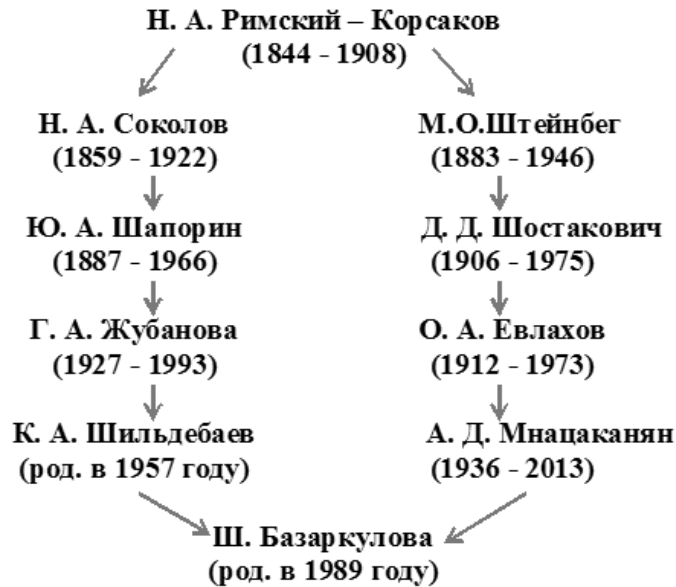 Н. А. Римский – Корсаков
(1844 - 1908)
Н. А. Соколов
(1859 - 1922)
М.О.Штейнбег
(1883 - 1946)
Ю. А. Шапорин
(1887 - 1966)
Д. Д. Шостакович
(1906 - 1975)
Г. А. Жубанова
(1927 - 1993)
О. А. Евлахов
(1912 - 1973)
К. А. Шильдебаев
(род. в 1957 году)
А. Д. Мнацаканян
(1936 - 2013)
Ш. Базаркулова
(род. в 1989 году)